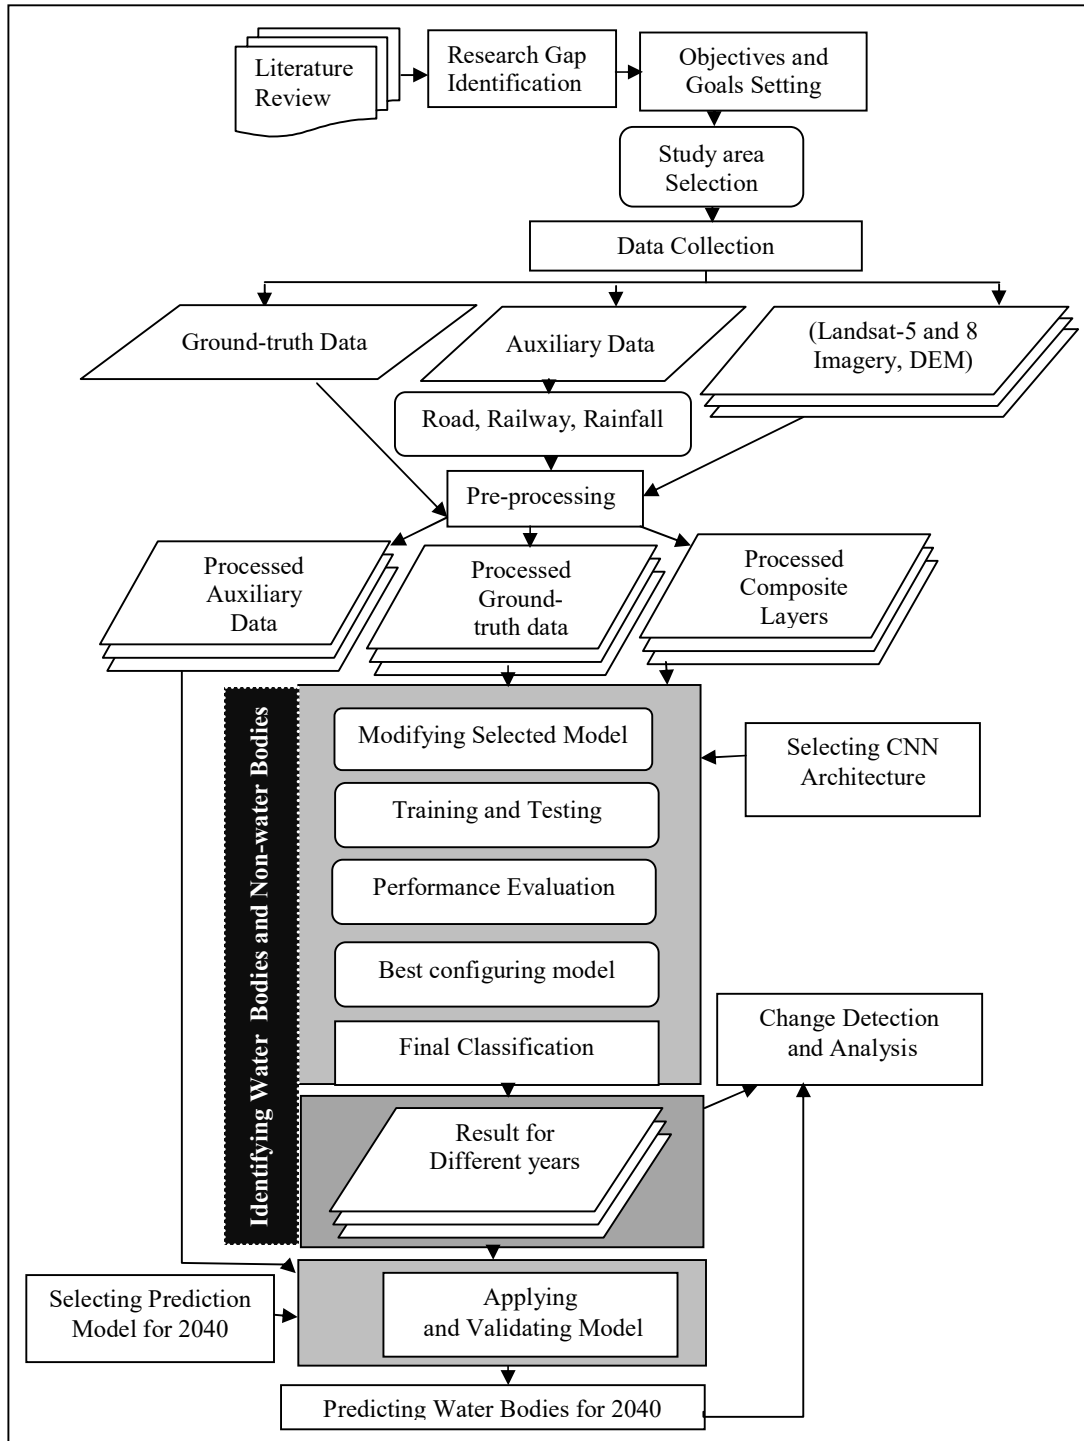 Literature
Review
Research Gap
Identification
Objectives and
Goals Setting
Study area
Selection
Data Collection
Ground-truth Data
Auxiliary Data
(Landsat-5 and 8
Imagery, DEM)
Road, Railway, Rainfall
Pre-processing
Processed
Auxiliary
Data
Processed
Ground-
truth data
Processed
Composite
Layers
Identifying Water Bodies and Non-water Bodies
Modifying Selected Model
Selecting CNN
Architecture
Training and Testing
Performance Evaluation
Best configuring model
Final Classification
Change Detection
and Analysis
Result for
Different years
Selecting Prediction
Model for 2040
Applying
and Validating Model
Predicting Water Bodies for 2040